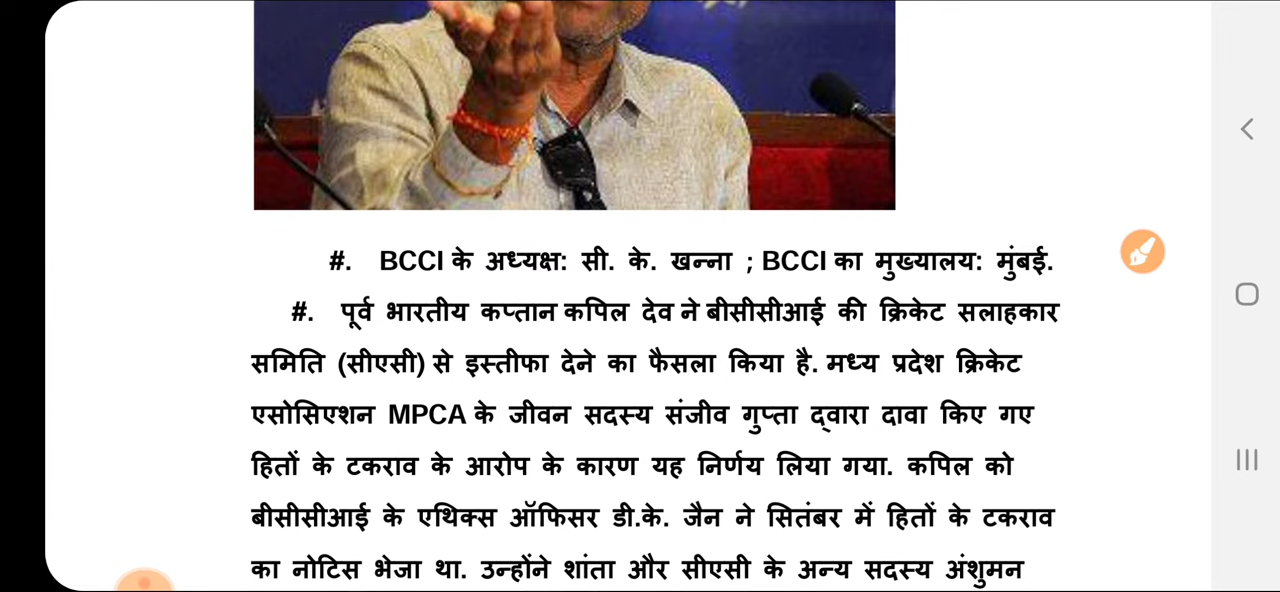 #. BCCI के अध्यक्ष: सी. के. खन्ना ; BCCI का मुख्यालय: मुंबई.
#. पूर्व भारतीय कप्तान कपिल देव ने बीसीसीआई की क्रिकेट सलाहकार
समिति (सीएसी) से इस्तीफा देने का फैसला किया है. मध्य प्रदेश क्रिकेट
एसोसिएशन MPCA के जीवन सदस्य संजीव गुप्ता द्वारा दावा किए गए
हितों के टकराव के आरोप के कारण यह निर्णय लिया गया. कपिल को
बीसीसीआई के एथिक्स ऑफिसर डी.के. जैन ने सितंबर में हितों के टकराव
का नोटिस भेजा था. उन्होंने शांता और सीएसी के अन्य सदस्य अंशुमन